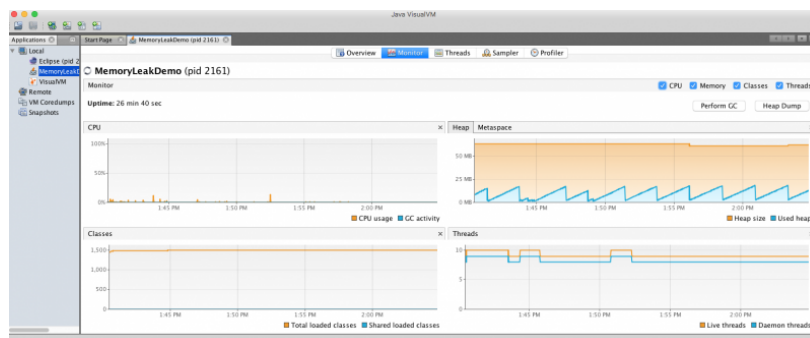 Java VisualVM
Applications
Start Page
MemoryLeakDemo (pid 2161)
Local
Eclipse (pid 2
MemoryLeakD
VisualVM
Remote
VM Coredumps
Snapshots
Overview Monitor Threads Sampler Profiler
MemoryLeakDemo (pid 2161)
Monitor
CPU Memory Classes Threads
Uptime: 26 min 40 sec
Perform GC Heap Dump
CPU
100%
50%
0%
1:45 PM 1:50 PM 1:55 PM 2:00 PM
CPU usage GC activity
Heap Metaspace
50 MB
25 MB
0 MB
1:45 PM 1:50 PM 1:55 PM 2:00 PM
Heap size Used heap
Classes
1,500
1,000
500
0
1:45 PM 1:50 PM 1:55 PM 2:00 PM
Total loaded classes Shared loaded classes
Threads
10
5
0
1:45 PM 1:50 PM 1:55 PM 2:00 PM
Live threads Daemon threads